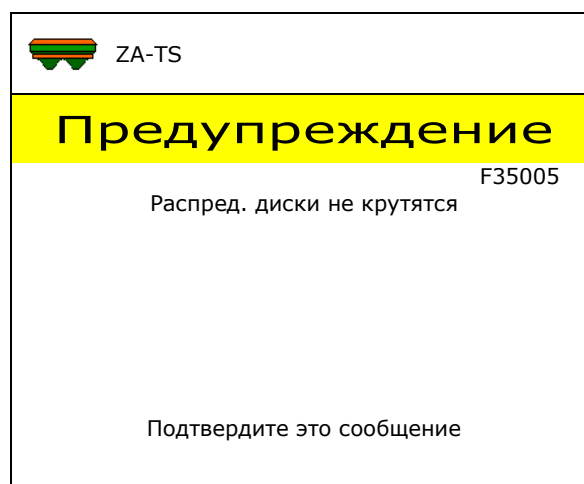 ZA-TS
Предупреждение
F35005
Распред. диски не крутятся
Подтвердите это сообщение